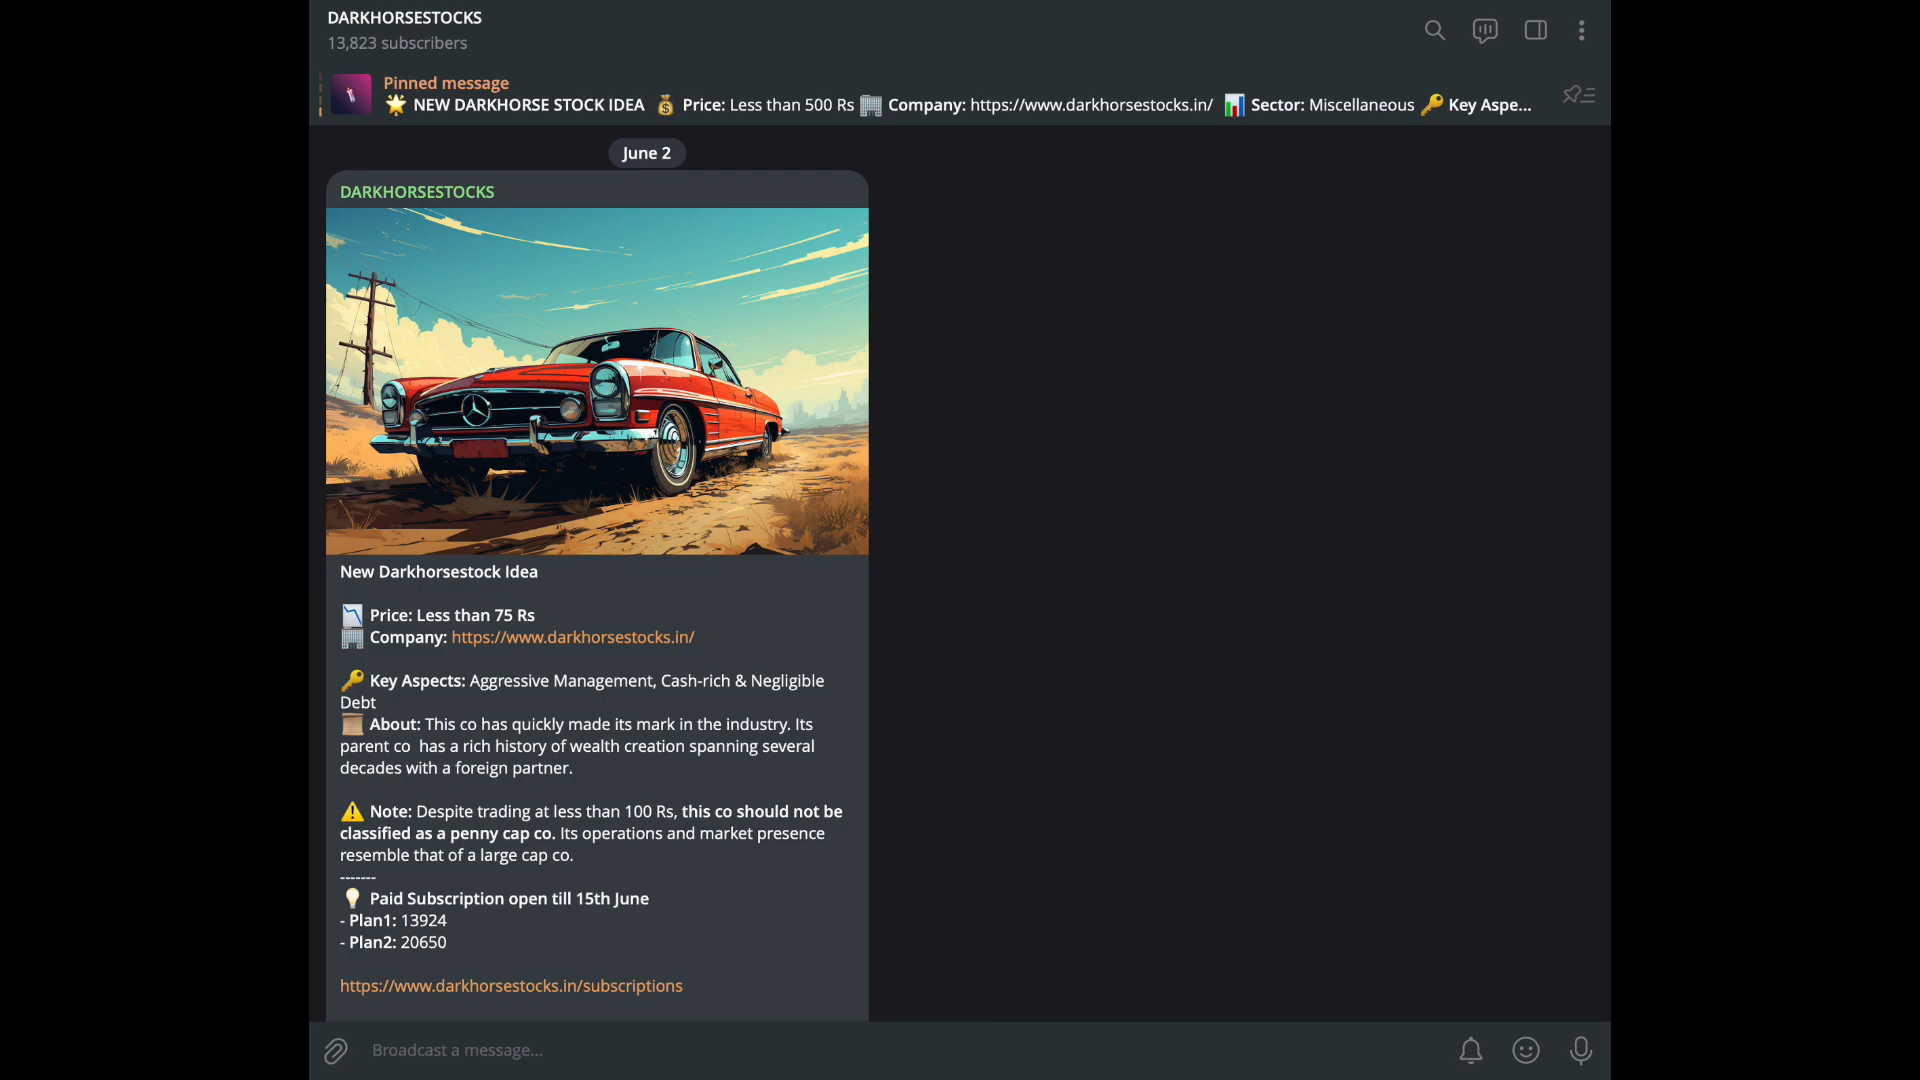 DARKHORSESTOCKS
13,823 subscribers
Pinned message
🌟 NEW DARKHORSE STOCK IDEA 💰 Price: Less than 500 Rs 🏢 Company: https://www.darkhorsestocks.in/ 📊 Sector: Miscellaneous 🔑 Key Aspe...
June 2
DARKHORSESTOCKS
New Darkhorsestock Idea
📉 Price: Less than 75 Rs
🏢 Company: https://www.darkhorsestocks.in/
🔑 Key Aspects: Aggressive Management, Cash-rich & Negligible
Debt
📜 About: This co has quickly made its mark in the industry. Its
parent co  has a rich history of wealth creation spanning several
decades with a foreign partner.
⚠️ Note: Despite trading at less than 100 Rs, this co should not be
classified as a penny cap co. Its operations and market presence
resemble that of a large cap co.
-------
💡 Paid Subscription open till 15th June
- Plan1: 13924
- Plan2: 20650
https://www.darkhorsestocks.in/subscriptions
Broadcast a message...